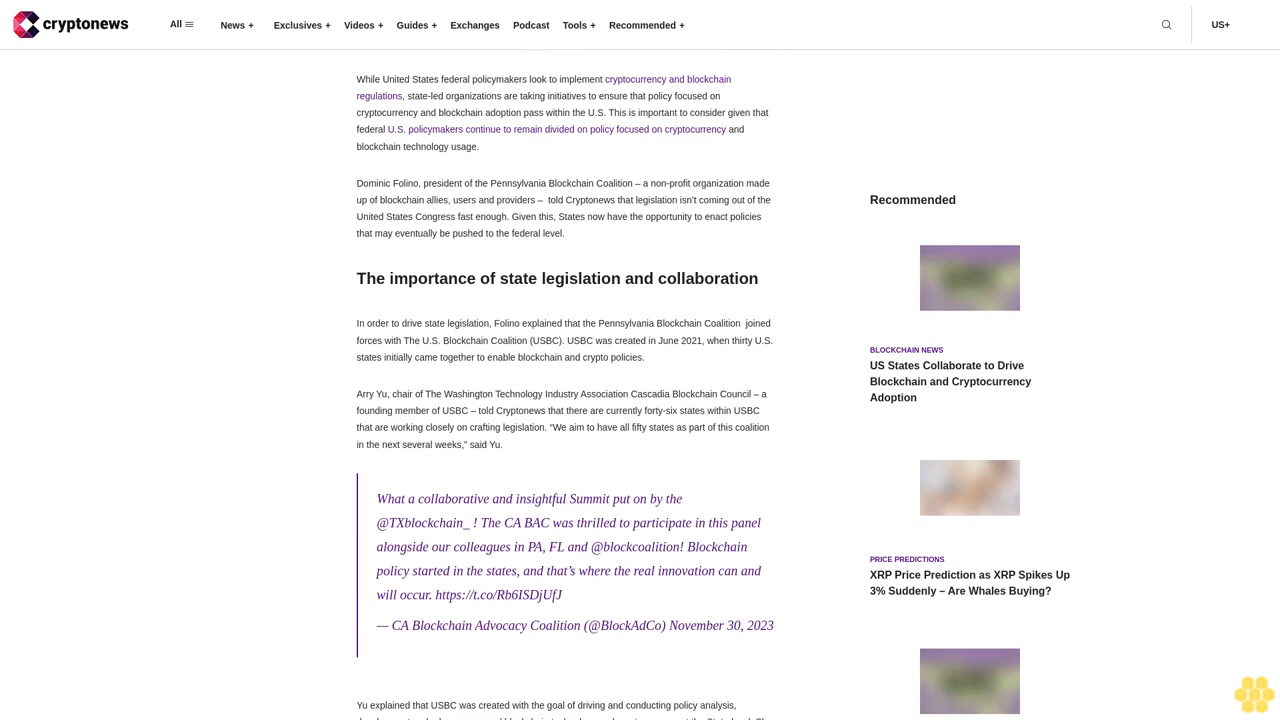 cryptonews
All
News +
Exclusives +
Videos +
Guides +
Exchanges
Podcast
Tools +
Recommended +
US+
While United States federal policymakers look to implement cryptocurrency and blockchain
regulations, state-led organizations are taking initiatives to ensure that policy focused on
cryptocurrency and blockchain adoption pass within the U.S. This is important to consider given that
federal U.S. policymakers continue to remain divided on policy focused on cryptocurrency and
blockchain technology usage.
Dominic Folino, president of the Pennsylvania Blockchain Coalition – a non-profit organization made
up of blockchain allies, users and providers –  told Cryptonews that legislation isn’t coming out of the
United States Congress fast enough. Given this, States now have the opportunity to enact policies
that may eventually be pushed to the federal level.
The importance of state legislation and collaboration
In order to drive state legislation, Folino explained that the Pennsylvania Blockchain Coalition  joined
forces with The U.S. Blockchain Coalition (USBC). USBC was created in June 2021, when thirty U.S.
states initially came together to enable blockchain and crypto policies.
Arry Yu, chair of The Washington Technology Industry Association Cascadia Blockchain Council – a
founding member of USBC – told Cryptonews that there are currently forty-six states within USBC
that are working closely on crafting legislation. “We aim to have all fifty states as part of this coalition
in the next several weeks,” said Yu.
What a collaborative and insightful Summit put on by the
@TXblockchain_ ! The CA BAC was thrilled to participate in this panel
alongside our colleagues in PA, FL and @blockcoalition! Blockchain
policy started in the states, and that’s where the real innovation can and
will occur. https://t.co/Rb6ISDjUfJ
— CA Blockchain Advocacy Coalition (@BlockAdCo) November 30, 2023
Yu explained that USBC was created with the goal of driving and conducting policy analysis,
Recommended
BLOCKCHAIN NEWS
US States Collaborate to Drive
Blockchain and Cryptocurrency
Adoption
PRICE PREDICTIONS
XRP Price Prediction as XRP Spikes Up
3% Suddenly – Are Whales Buying?